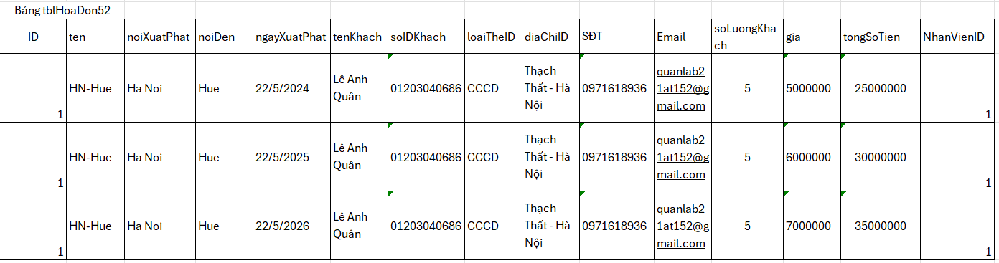 Bảng tblHoaDon52
ID ten noiXuatPhat noiDen ngayXuatPhat tenKhach soIDKhach loaiTheID diaChiID SĐT Email soLuongKhach gia tongSoTien NhanVienID
1 HN-Hue Ha Noi Hue 22/5/2024 Lê Anh Quân 01203040686 CCCD Thạch Thất - Hà Nội 0971618936 quanlab21at152@gmail.com 5 5000000 25000000 1
1 HN-Hue Ha Noi Hue 22/5/2025 Lê Anh Quân 01203040686 CCCD Thạch Thất - Hà Nội 0971618936 quanlab21at152@gmail.com 5 6000000 30000000 1
1 HN-Hue Ha Noi Hue 22/5/2026 Lê Anh Quân 01203040686 CCCD Thạch Thất - Hà Nội 0971618936 quanlab21at152@gmail.com 5 7000000 35000000 1